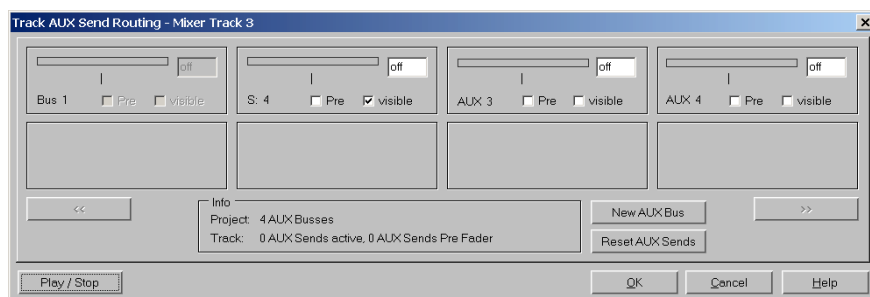 Track AUX Send Routing - Mixer Track 3
off
off
off
off
Bus 1 Pre visible
S: 4 Pre visible
AUX 3 Pre visible
AUX 4 Pre visible
<<
Info
Project: 4 AUX Busses
Track: 0 AUX Sends active, 0 AUX Sends Pre Fader
New AUX Bus
Reset AUX Sends
>>
Play / Stop
OK
Cancel
Help